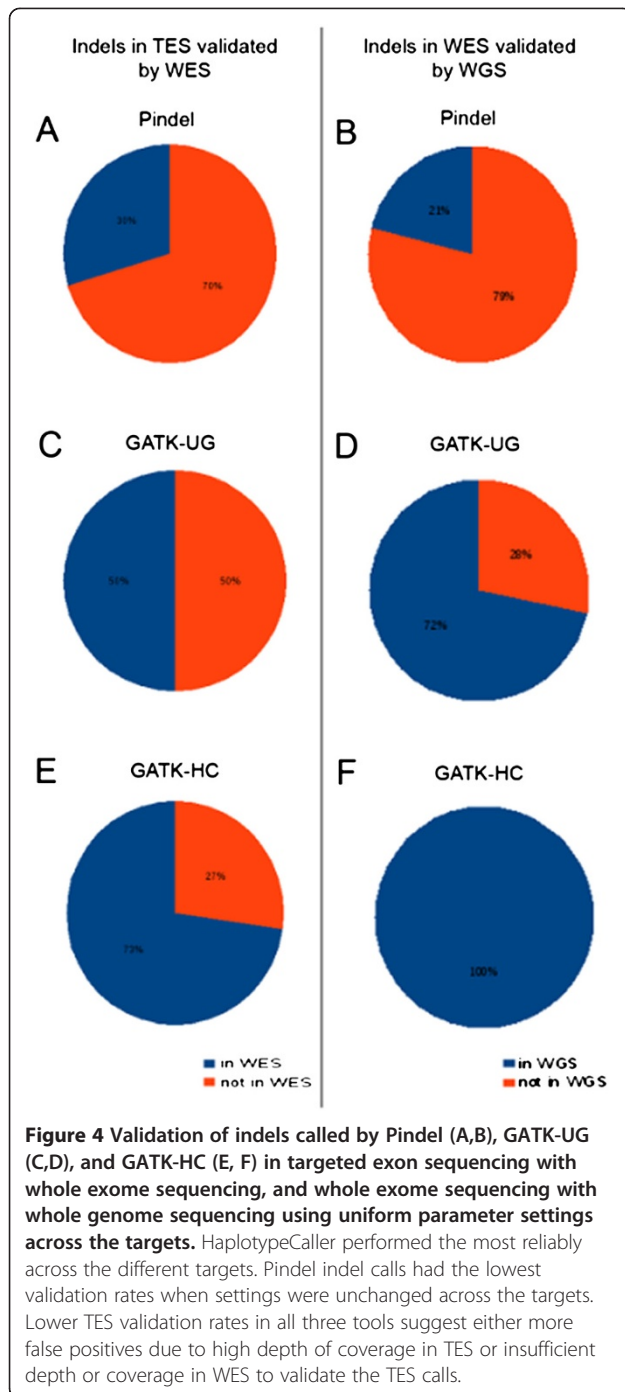 Indels in TES validated
by WES
Indels in WES validated
by WGS
A
Pindel
30%
70%
B
Pindel
21%
79%
C
GATK-UG
50%
50%
D
GATK-UG
28%
72%
E
GATK-HC
27%
73%
F
GATK-HC
100%
in WES
not in WES
in WGS
not in WGS
Figure 4 Validation of indels called by Pindel (A,B), GATK-UG
(C,D), and GATK-HC (E, F) in targeted exon sequencing with
whole exome sequencing, and whole exome sequencing with
whole genome sequencing using uniform parameter settings
across the targets. HaplotypeCaller performed the most reliably
across the different targets. Pindel indel calls had the lowest
validation rates when settings were unchanged across the targets.
Lower TES validation rates in all three tools suggest either more
false positives due to high depth of coverage in TES or insufficient
depth or coverage in WES to validate the TES calls.